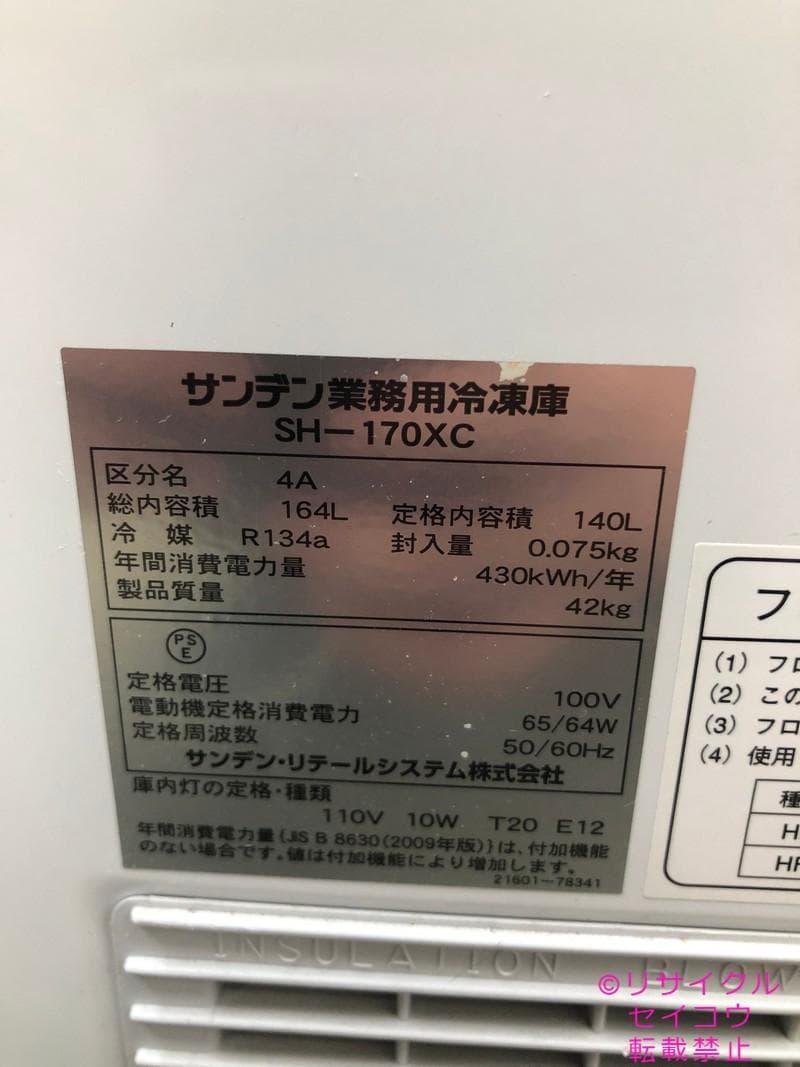 サンデン業務用冷凍庫
SH-170XC
区分名 4A
総内容積 164L 定格内容積 140L
冷 媒 R134a 封入量 0.075kg
年間消費電力量 430kWh/年
製品質量 42kg
PS
E
定格電圧 100V
電動機定格消費電力 65/64W
定格周波数 50/60Hz
サンデン・リテールシステム株式会社
庫内灯の定格・種類
110V 10W T20 E12
年間消費電力量{JIS B 8630(2009年版)}は、付加機能
のない場合です。値は付加機能により増加します。
21601-78341
フ
(1) フロ
(2) この
(3) フロ
(4) 使用
種
H
HF
INSULATION BLOW
©リサイクル
セイコウ
転載禁止